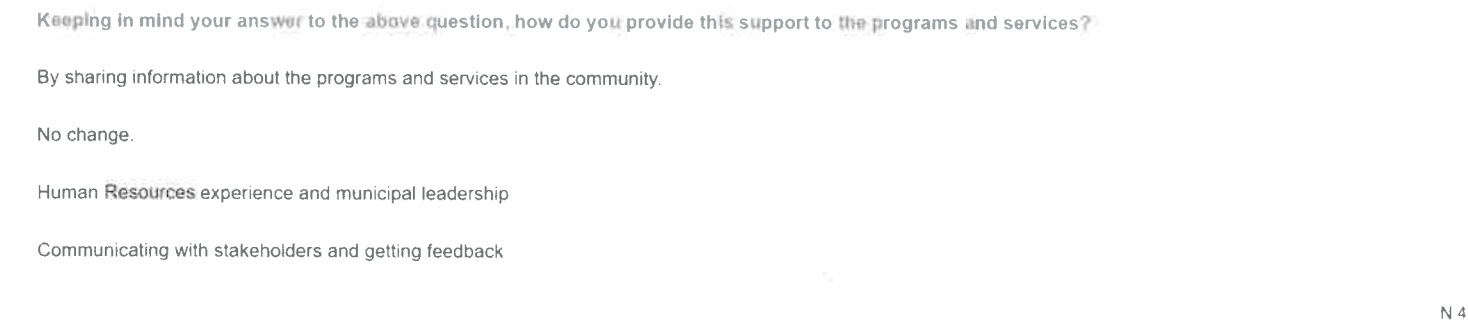 Keeping in mind your answer to the above question, how do you provide this support to the programs and services?
By sharing information about the programs and services in the community.
No change.
Human Resources experience and municipal leadership
Communicating with stakeholders and getting feedback
N 4